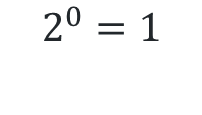 2⁰ = 1